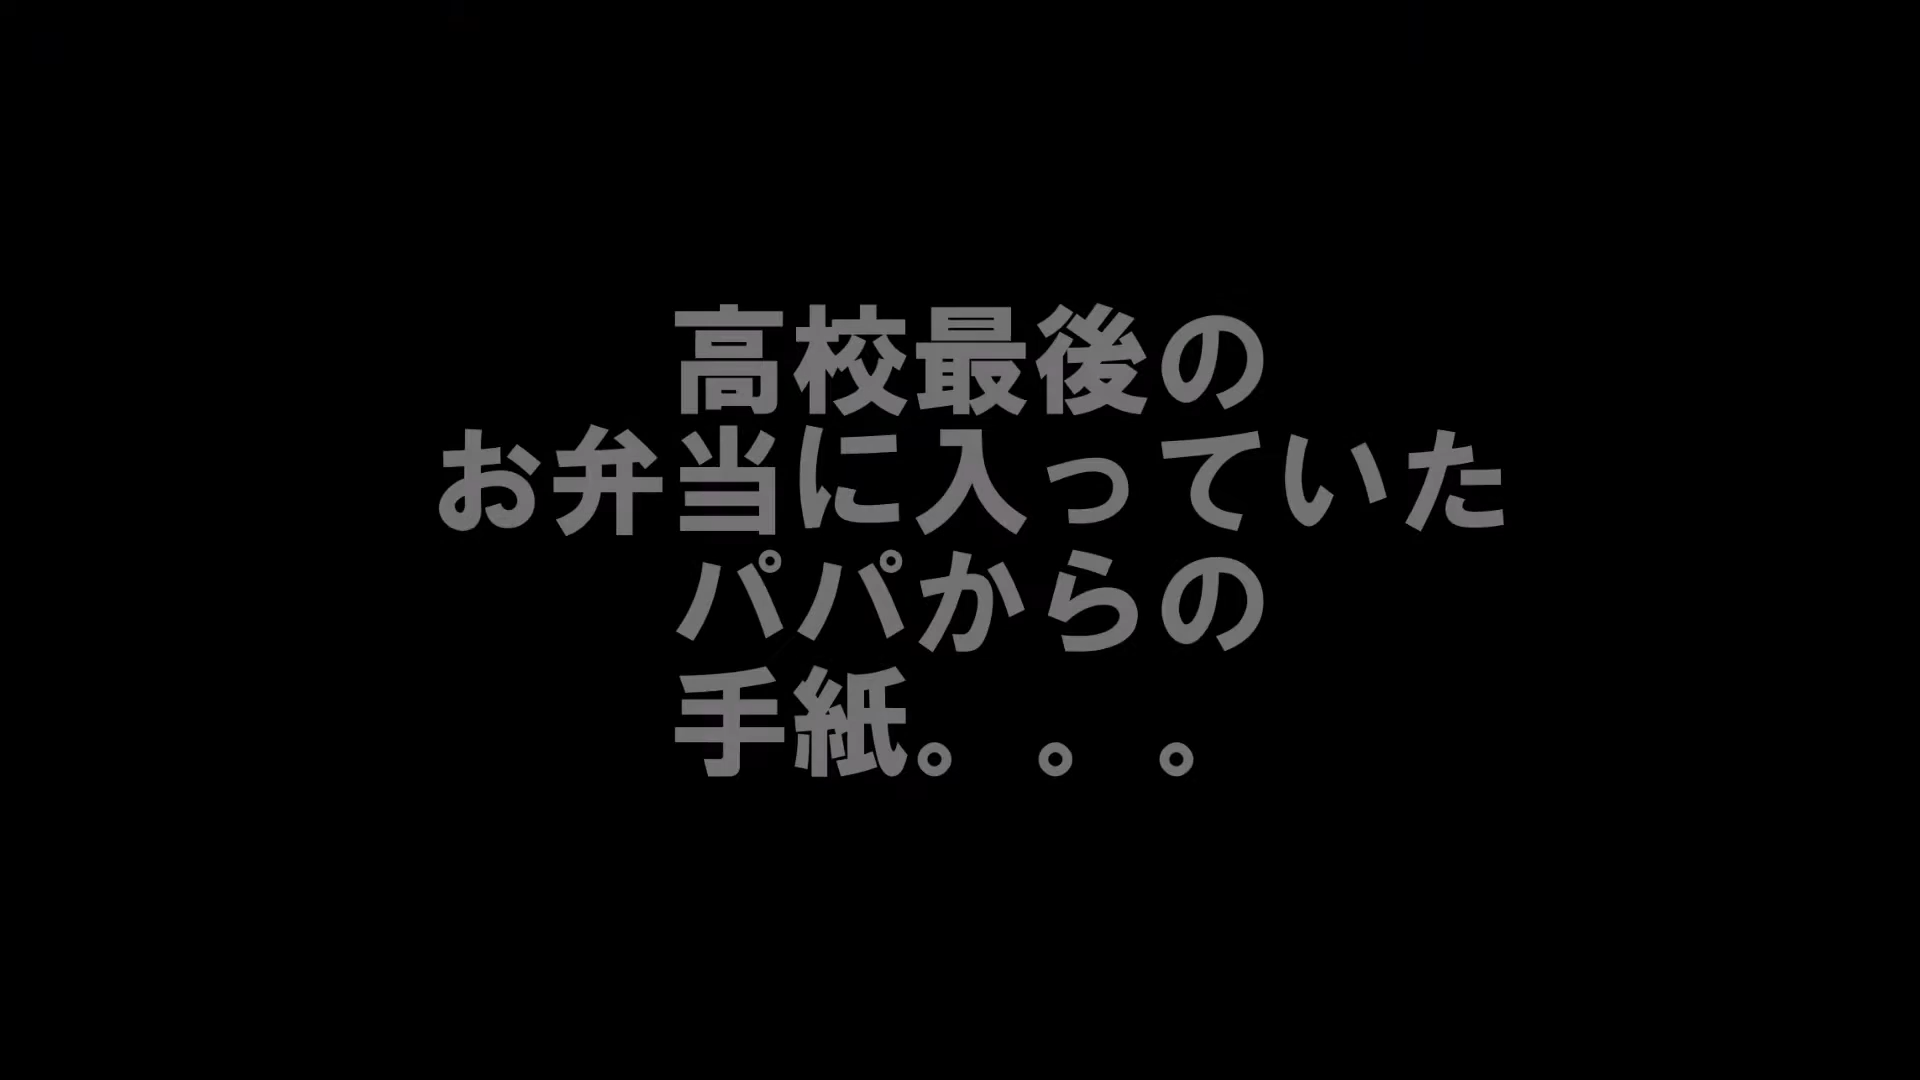 高校最後の
お弁当に入っていた
パパからの
手紙。。。